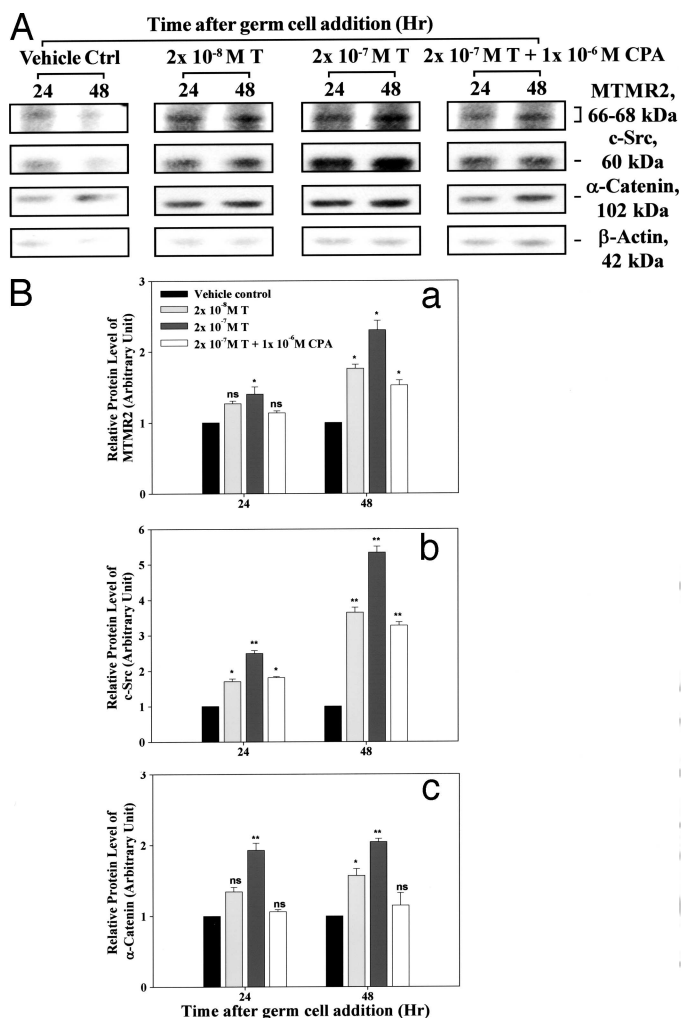 A
Time after germ cell addition (Hr)
Vehicle Ctrl 2x 10⁻⁸ M T 2x 10⁻⁷ M T 2x 10⁻⁷ M T + 1x 10⁻⁶ M CPA
24 48 24 48 24 48 24 48
MTMR2,
66-68 kDa
c-Src,
60 kDa
α-Catenin,
102 kDa
β-Actin,
42 kDa
B
a
Relative Protein Level of
MTMR2 (Arbitrary Unit)
3
2
1
0
Vehicle control
2x 10⁻⁸ M T
2x 10⁻⁷ M T
2x 10⁻⁷ M T + 1x 10⁻⁶ M CPA
ns * ns * * *
24 48
b
Relative Protein Level of
c-Src (Arbitrary Unit)
6
5
4
3
2
1
0
* ** * ** ** **
24 48
c
Relative Protein Level of
α-Catenin (Arbitrary Unit)
3
2
1
0
ns ** ns * ** ns
24 48
Time after germ cell addition (Hr)